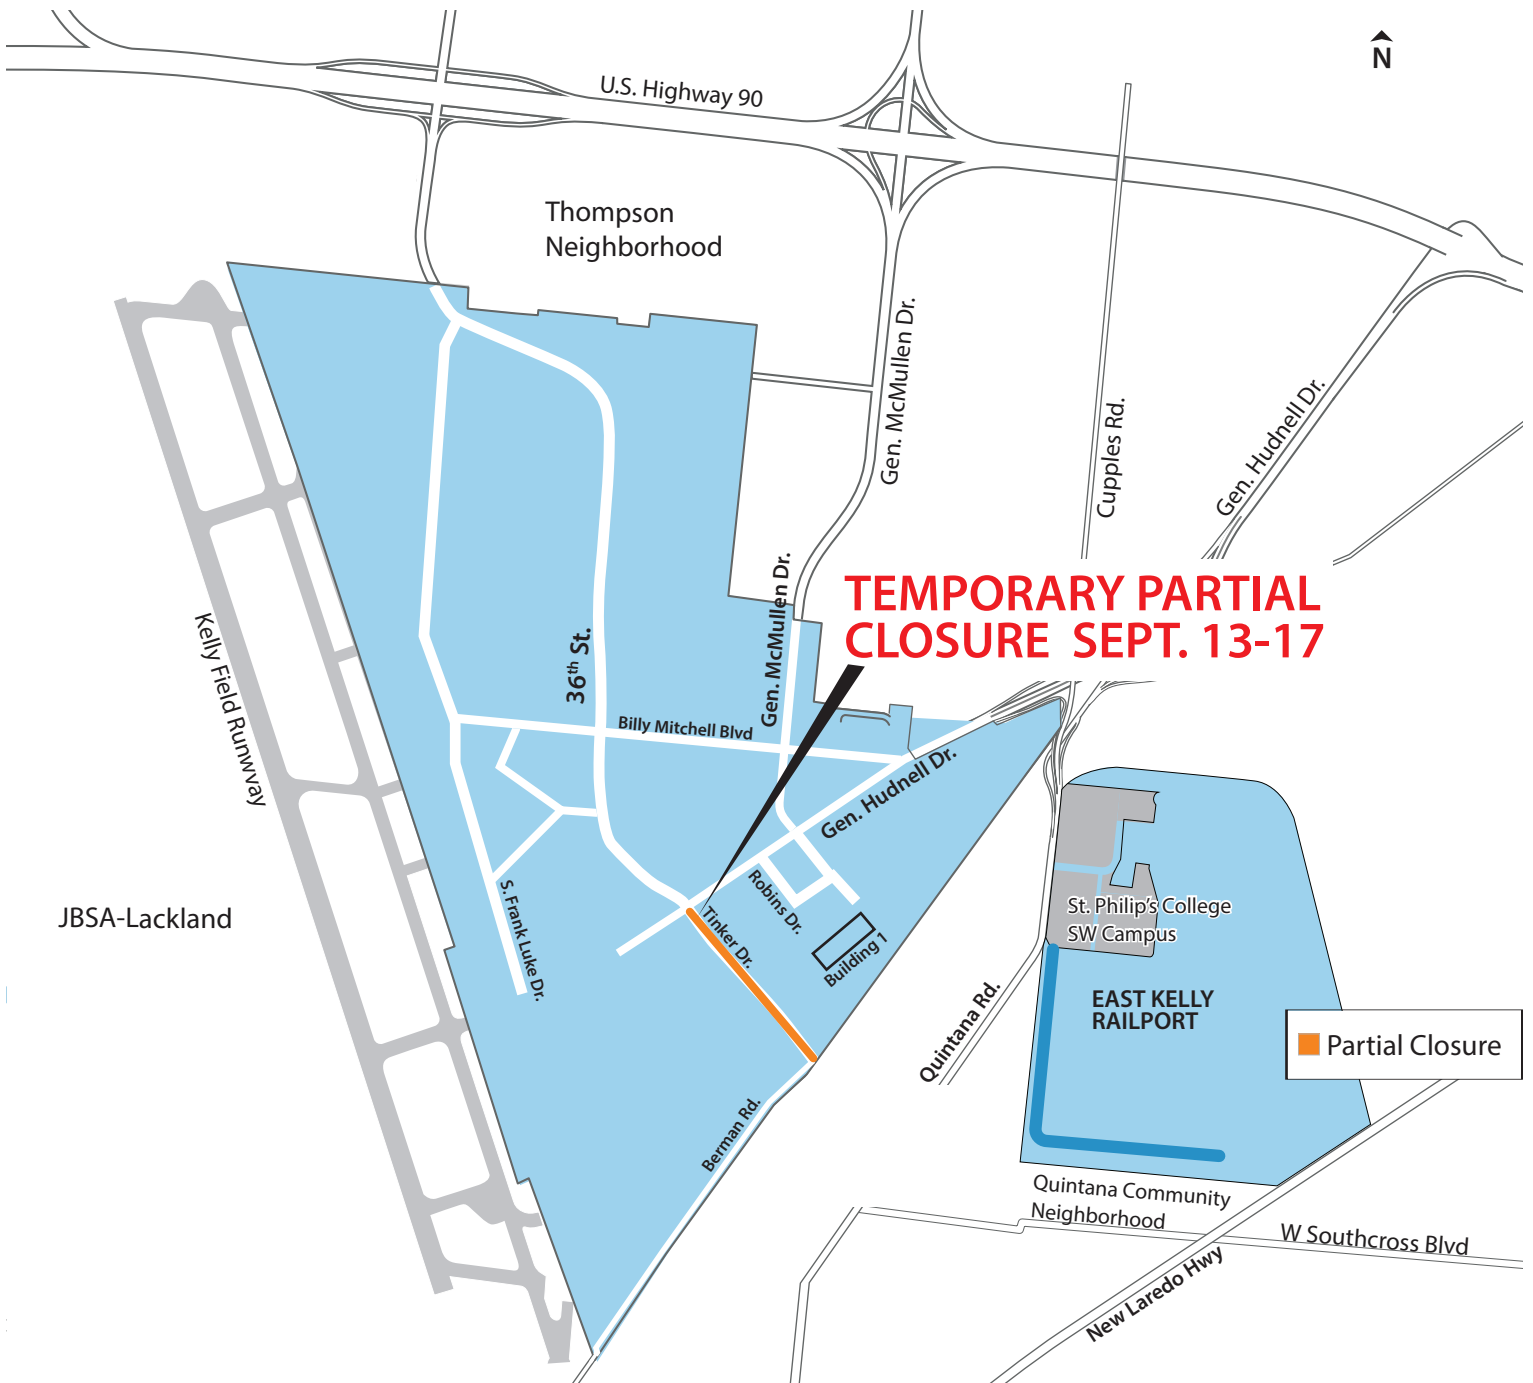 N
U.S. Highway 90
Thompson
Neighborhood
Gen. McMullen Dr.
Cupples Rd.
Gen. Hudnell Dr.
TEMPORARY PARTIAL
CLOSURE SEPT. 13-17
Kelly Field Runwvay
36th St.
Gen. McMullen Dr.
Billy Mitchell Blvd
Gen. Hudnell Dr.
JBSA-Lackland
S. Frank Luke Dr.
Tinker Dr.
Robins Dr.
Building 1
St. Philip's College
SW Campus
Quintana Rd.
EAST KELLY
RAILPORT
Partial Closure
Berman Rd.
Quintana Community
Neighborhood
W Southcross Blvd
New Laredo Hwy